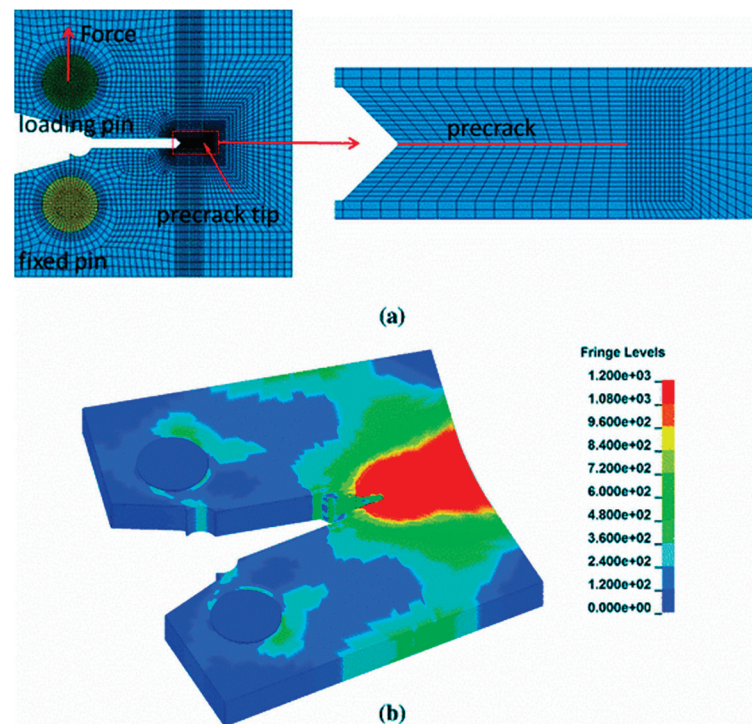 Force
loading pin
precrack
precrack tip
fixed pin
(a)
Fringe Levels
1.200e+03
1.080e+03
9.600e+02
8.400e+02
7.200e+02
6.000e+02
4.800e+02
3.600e+02
2.400e+02
1.200e+02
0.000e+00
(b)